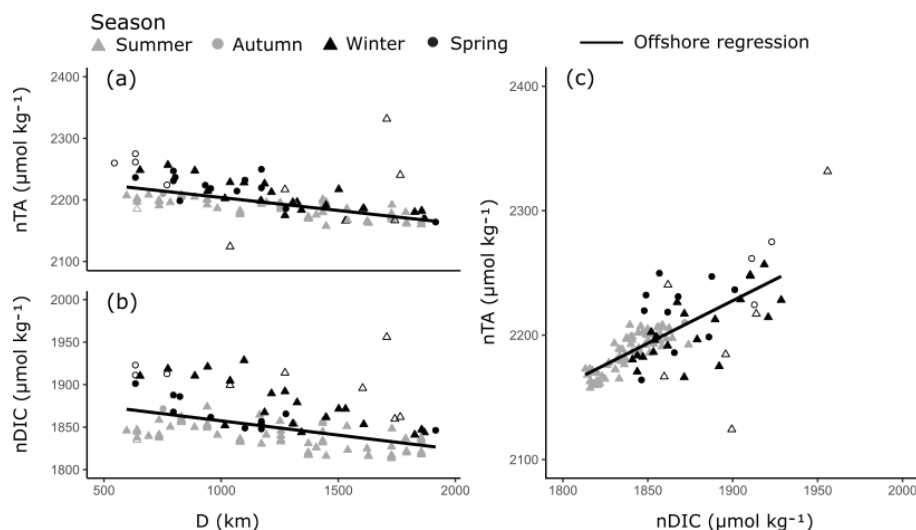 Season
Summer Autumn Winter Spring Offshore regression
(a)
2400
2300
2200
2100
nTA (μmol kg⁻¹)
(b)
2000
1950
1900
1850
1800
nDIC (μmol kg⁻¹)
500 1000 1500 2000
D (km)
(c)
2400
2300
2200
2100
nTA (μmol kg⁻¹)
1800 1850 1900 1950 2000
nDIC (μmol kg⁻¹)